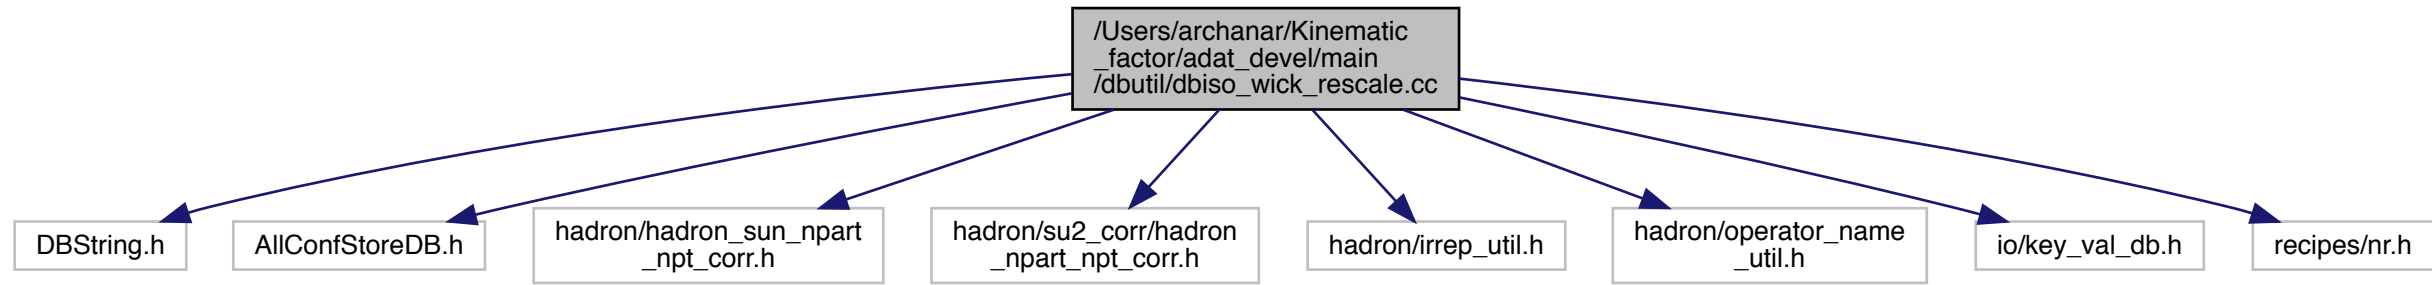 /Users/archanar/Kinematic
_factor/adat_devel/main
/dbutil/dbiso_wick_rescale.cc
DBString.h
AllConfStoreDB.h
hadron/hadron_sun_npart
_npt_corr.h
hadron/su2_corr/hadron
_npart_npt_corr.h
hadron/irrep_util.h
hadron/operator_name
_util.h
io/key_val_db.h
recipes/nr.h